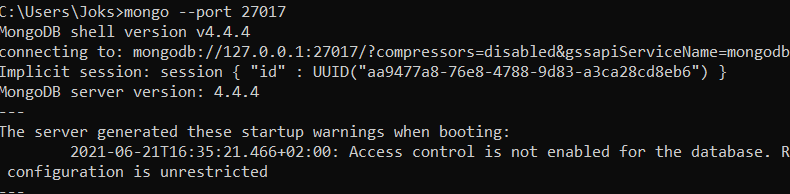 C:\Users\Joks>mongo --port 27017
MongoDB shell version v4.4.4
connecting to: mongodb://127.0.0.1:27017/?compressors=disabled&gssapiServiceName=mongodb
Implicit session: session { "id" : UUID("aa9477a8-76e8-4788-9d83-a3ca28cd8eb6") }
MongoDB server version: 4.4.4
---
The server generated these startup warnings when booting:
        2021-06-21T16:35:21.466+02:00: Access control is not enabled for the database. R
 configuration is unrestricted
---